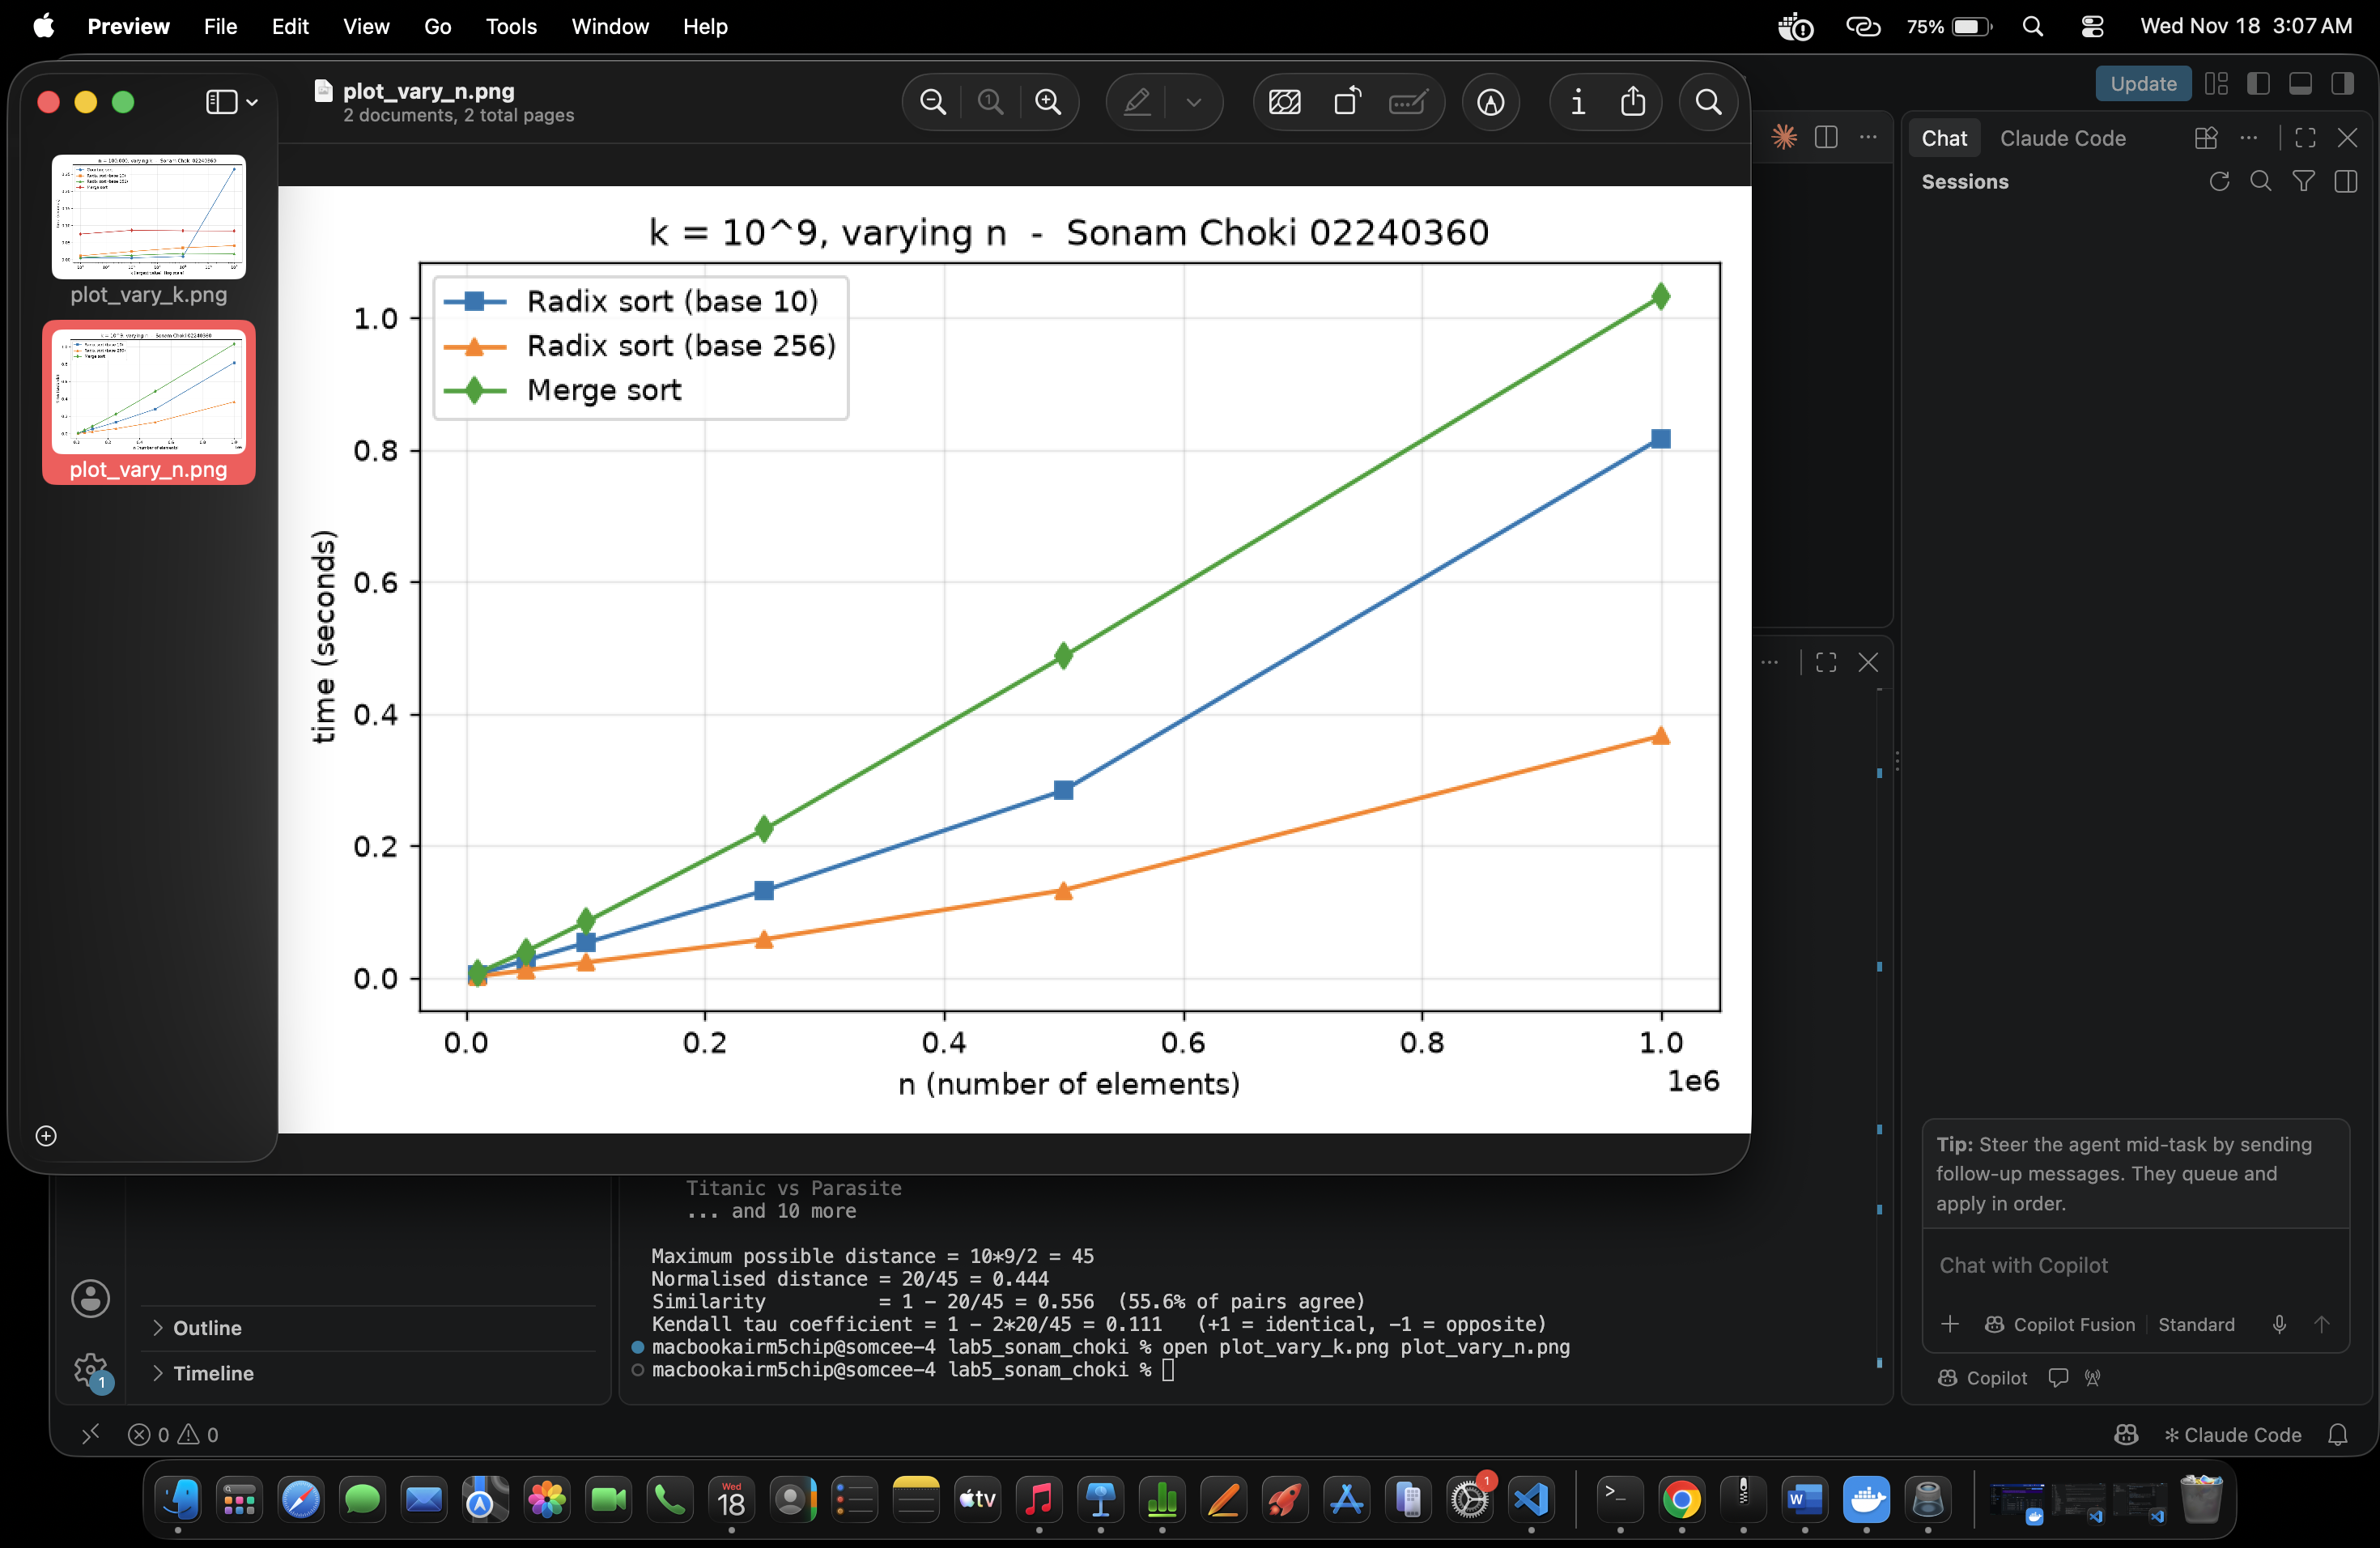 Preview File Edit View Go Tools Window Help
75%
Wed Nov 18 3:07 AM
plot_vary_n.png
2 documents, 2 total pages
Update
plot_vary_k.png
plot_vary_n.png
k = 10^9, varying n - Sonam Choki 02240360
Radix sort (base 10)
Radix sort (base 256)
Merge sort
time (seconds)
1.0
0.8
0.6
0.4
0.2
0.0
0.0 0.2 0.4 0.6 0.8 1.0
1e6
n (number of elements)
Chat Claude Code
Sessions
Tip: Steer the agent mid-task by sending
follow-up messages. They queue and
apply in order.
Chat with Copilot
Copilot Fusion Standard
Copilot
Outline
Timeline
1
Titanic vs Parasite
... and 10 more
Maximum possible distance = 10*9/2 = 45
Normalised distance = 20/45 = 0.444
Similarity = 1 - 20/45 = 0.556 (55.6% of pairs agree)
Kendall tau coefficient = 1 - 2*20/45 = 0.111 (+1 = identical, -1 = opposite)
macbookairm5chip@somcee-4 lab5_sonam_choki % open plot_vary_k.png plot_vary_n.png
macbookairm5chip@somcee-4 lab5_sonam_choki %
0 0
Claude Code
Wed
18
tv
1